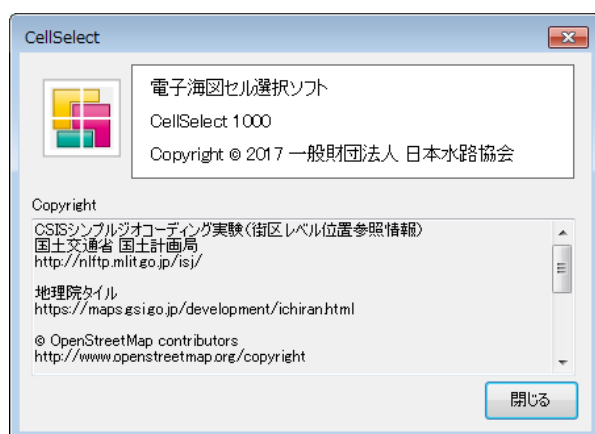 CellSelect
電子海図セル選択ソフト
CellSelect 1000
Copyright © 2017 一般財団法人 日本水路協会
Copyright
CSISシンプルジオコーディング実験(街区レベル位置参照情報)
国土交通省 国土計画局
http://nlftp.mlit.go.jp/isj/
地理院タイル
https://maps.gsi.go.jp/development/ichiran.html
© OpenStreetMap contributors
http://www.openstreetmap.org/copyright
閉じる